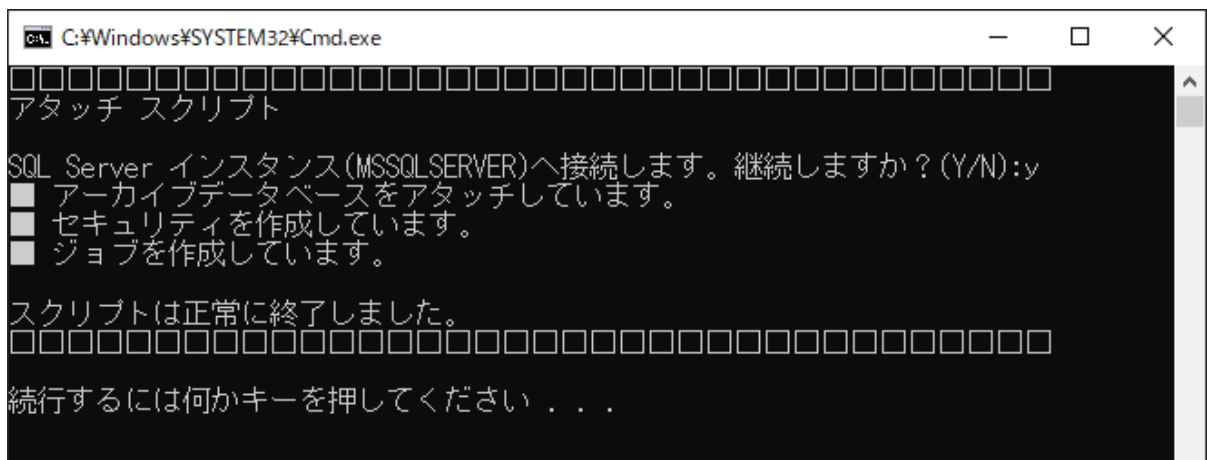 C:¥Windows¥SYSTEM32¥Cmd.exe
□□□□□□□□□□□□□□□□□□□□□□□□□□□□□□□□□□□□
アタッチ スクリプト
SQL Server インスタンス(MSSQLSERVER)へ接続します。継続しますか？(Y/N):y
■ アーカイブデータベースをアタッチしています。
■ セキュリティを作成しています。
■ ジョブを作成しています。
スクリプトは正常に終了しました。
□□□□□□□□□□□□□□□□□□□□□□□□□□□□□□□□□□□□
続行するには何かキーを押してください . . .